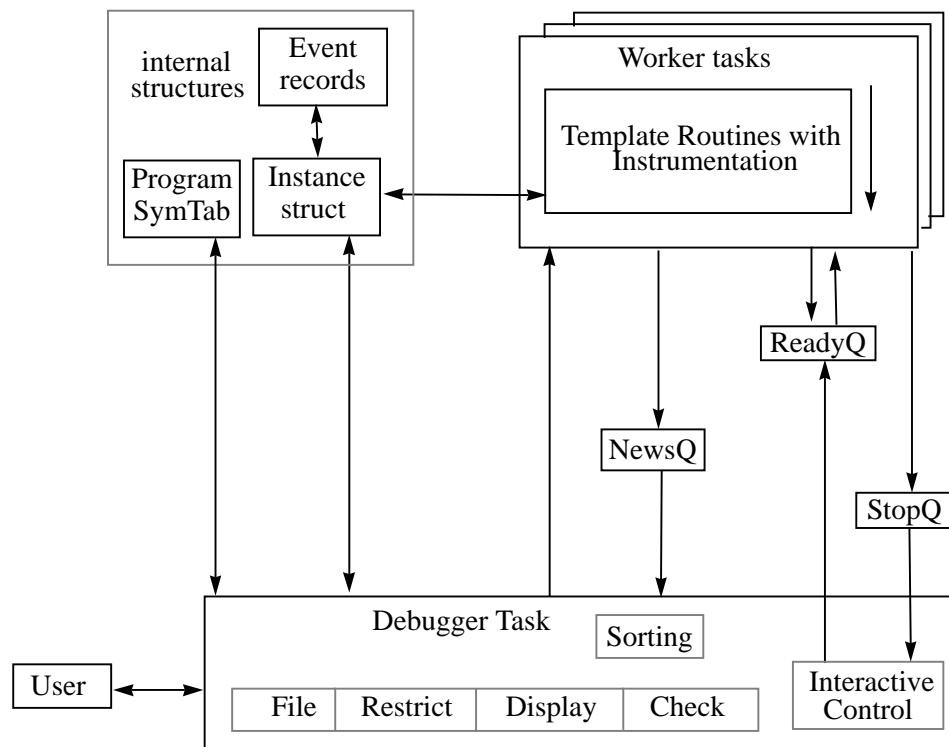 Event
records
internal
structures
Worker tasks
Template Routines with
Instrumentation
Program
SymTab
Instance
struct
ReadyQ
NewsQ
StopQ
Debugger Task
Sorting
User
Interactive
Control
File
Restrict
Display
Check